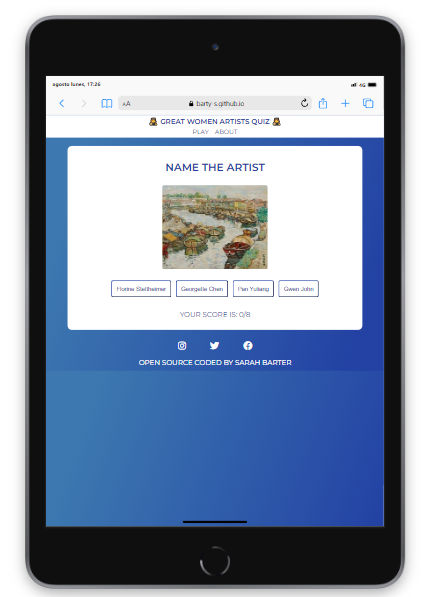 agosto lunes, 17:26
4G
AA
barty-s.github.io
GREAT WOMEN ARTISTS QUIZ
PLAY ABOUT
NAME THE ARTIST
Florine Stettheimer Georgette Chen Pan Yuliang Gwen John
YOUR SCORE IS: 0/8
OPEN SOURCE CODED BY SARAH BARTER